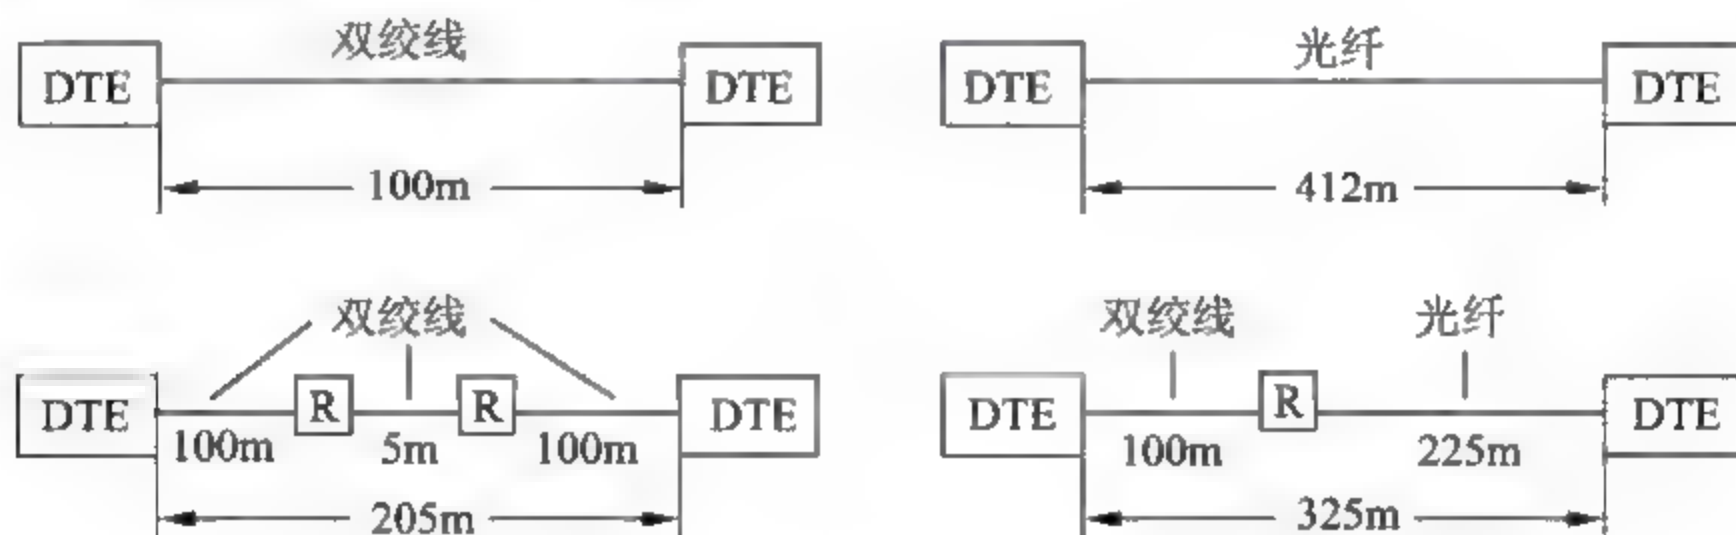 双绞线
DTE DTE
100m
光纤
DTE DTE
412m
双绞线
DTE R R DTE
100m 5m 100m
205m
双绞线 光纤
DTE R DTE
100m 225m
325m